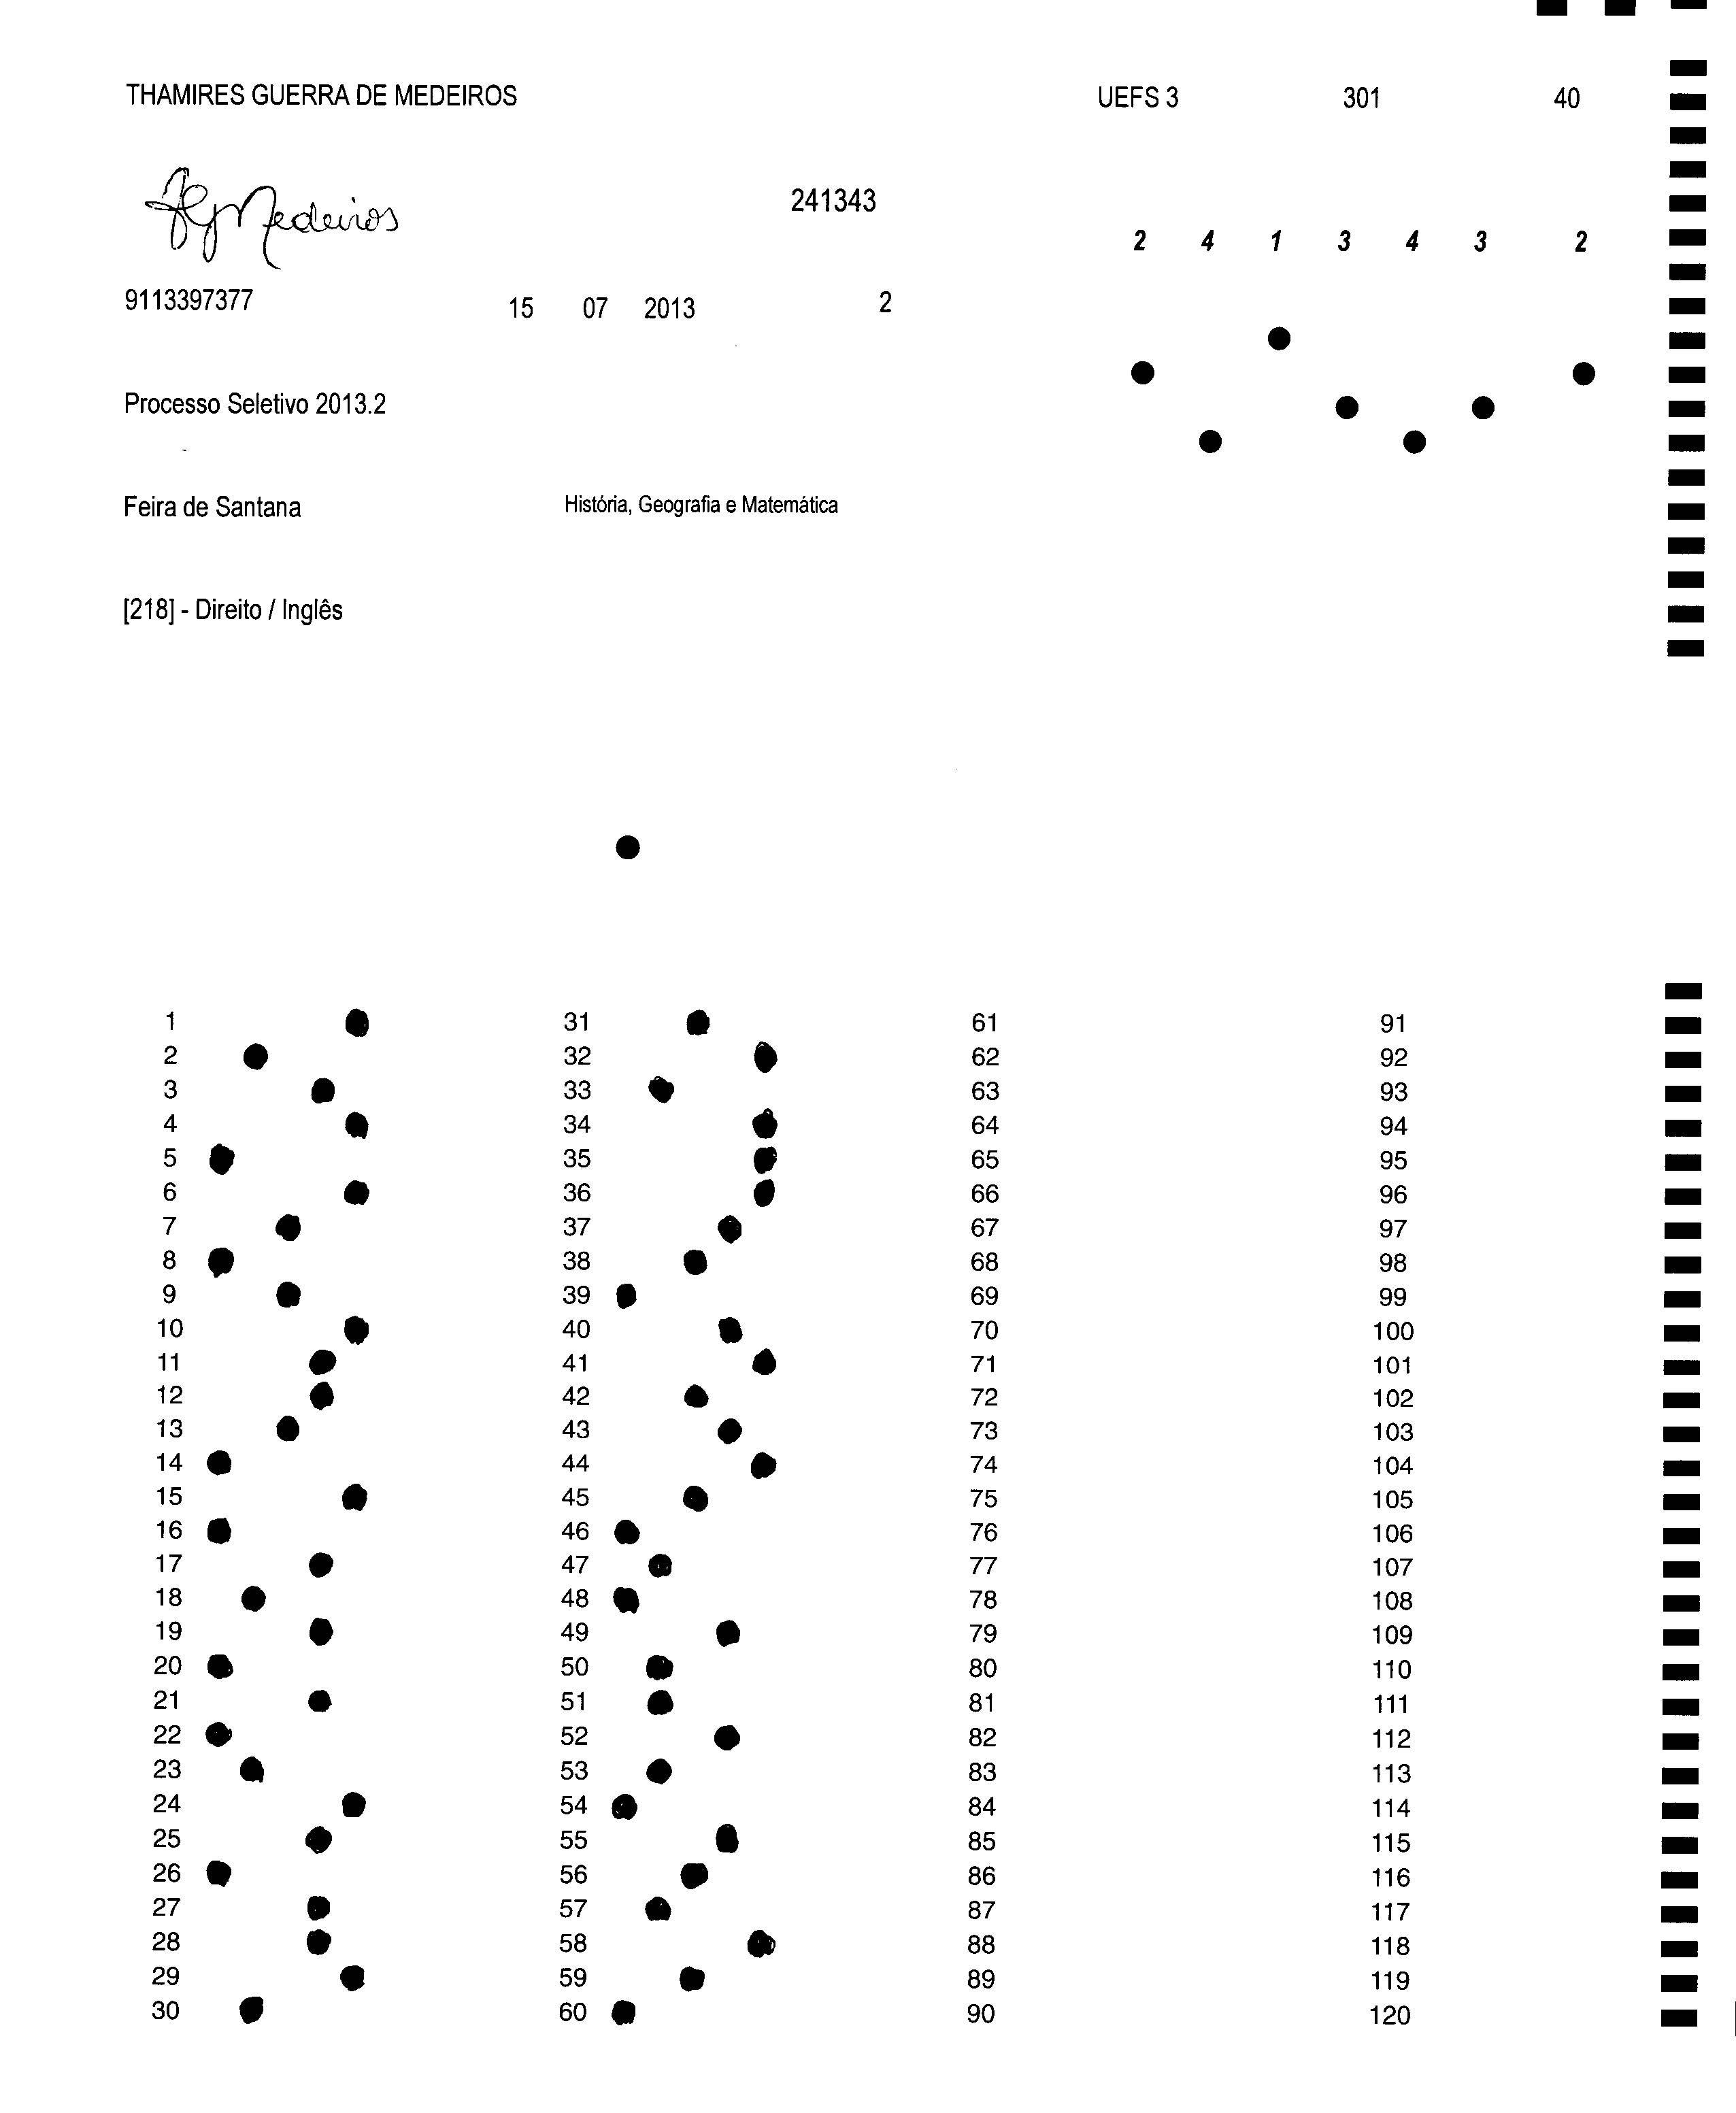 THAMIRES GUERRA DE MEDEIROS UEFS 3 301 40
Medeiros 241343
2 4 1 3 4 3 2
9113397377 15 07 2013 2
Processo Seletivo 2013.2
Feira de Santana História, Geografia e Matemática
[218] - Direito / Inglês
1 31 61 91
2 32 62 92
3 33 63 93
4 34 64 94
5 35 65 95
6 36 66 96
7 37 67 97
8 38 68 98
9 39 69 99
10 40 70 100
11 41 71 101
12 42 72 102
13 43 73 103
14 44 74 104
15 45 75 105
16 46 76 106
17 47 77 107
18 48 78 108
19 49 79 109
20 50 80 110
21 51 81 111
22 52 82 112
23 53 83 113
24 54 84 114
25 55 85 115
26 56 86 116
27 57 87 117
28 58 88 118
29 59 89 119
30 60 90 120